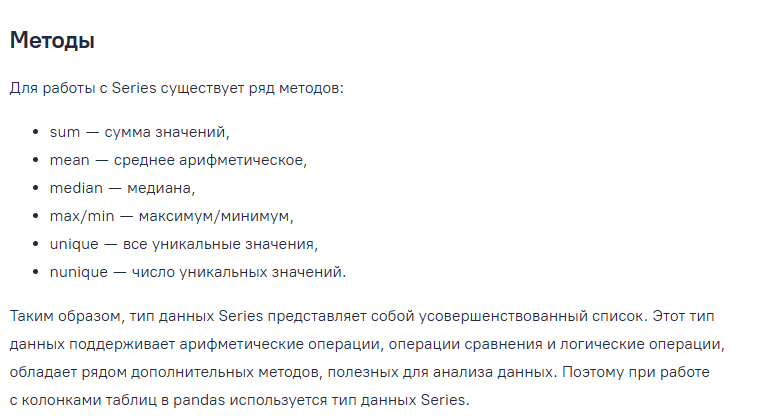 Методы
Для работы с Series существует ряд методов:
• sum — сумма значений,
• mean — среднее арифметическое,
• median — медиана,
• max/min — максимум/минимум,
• unique — все уникальные значения,
• nunique — число уникальных значений.
Таким образом, тип данных Series представляет собой усовершенствованный список. Этот тип
данных поддерживает арифметические операции, операции сравнения и логические операции,
обладает рядом дополнительных методов, полезных для анализа данных. Поэтому при работе
с колонками таблиц в pandas используется тип данных Series.